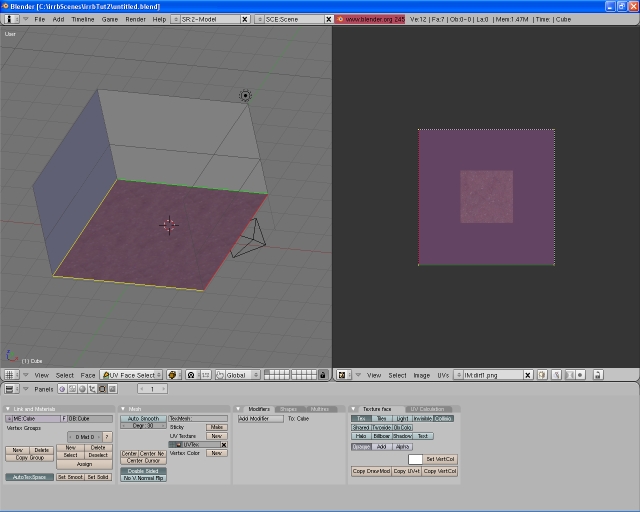 Blender [C:\irrbScenes\irrbTut2\untitled.blend]
File Add Timeline Game Render Help SR:2-Model SCE:Scene www.blender.org 245 Ve:12 | Fa:7 | Ob:0-0 | La:0 | Mem:1.47M | Time: | Cube
User
(1) Cube
View Select Face UV Face Select Global
View Select Image UVs IM:dirt1.png
Panels 1
Link and Materials
ME:Cube F OB:Cube
Vertex Groups
0 Mat 0 ?
New Delete
New Delete
Select Deselect
Copy Group
Assign
AutoTexSpace Set Smoot Set Solid
Mesh
Auto Smooth
Degr: 30
TexMesh:
Sticky Make
UV Texture New
UVTex
Vertex Color New
Center Center Ne
Center Cursor
Double Sided
No V.Normal Flip
Modifiers Shapes Multires
Add Modifier To: Cube
Texture face UV Calculation
Tex Tiles Light Invisible Collision
Shared Twoside ObColor
Halo Billboar Shadow Text
Opaque Add Alpha
Set VertCol
Copy DrawMod Copy UV+t Copy VertCol